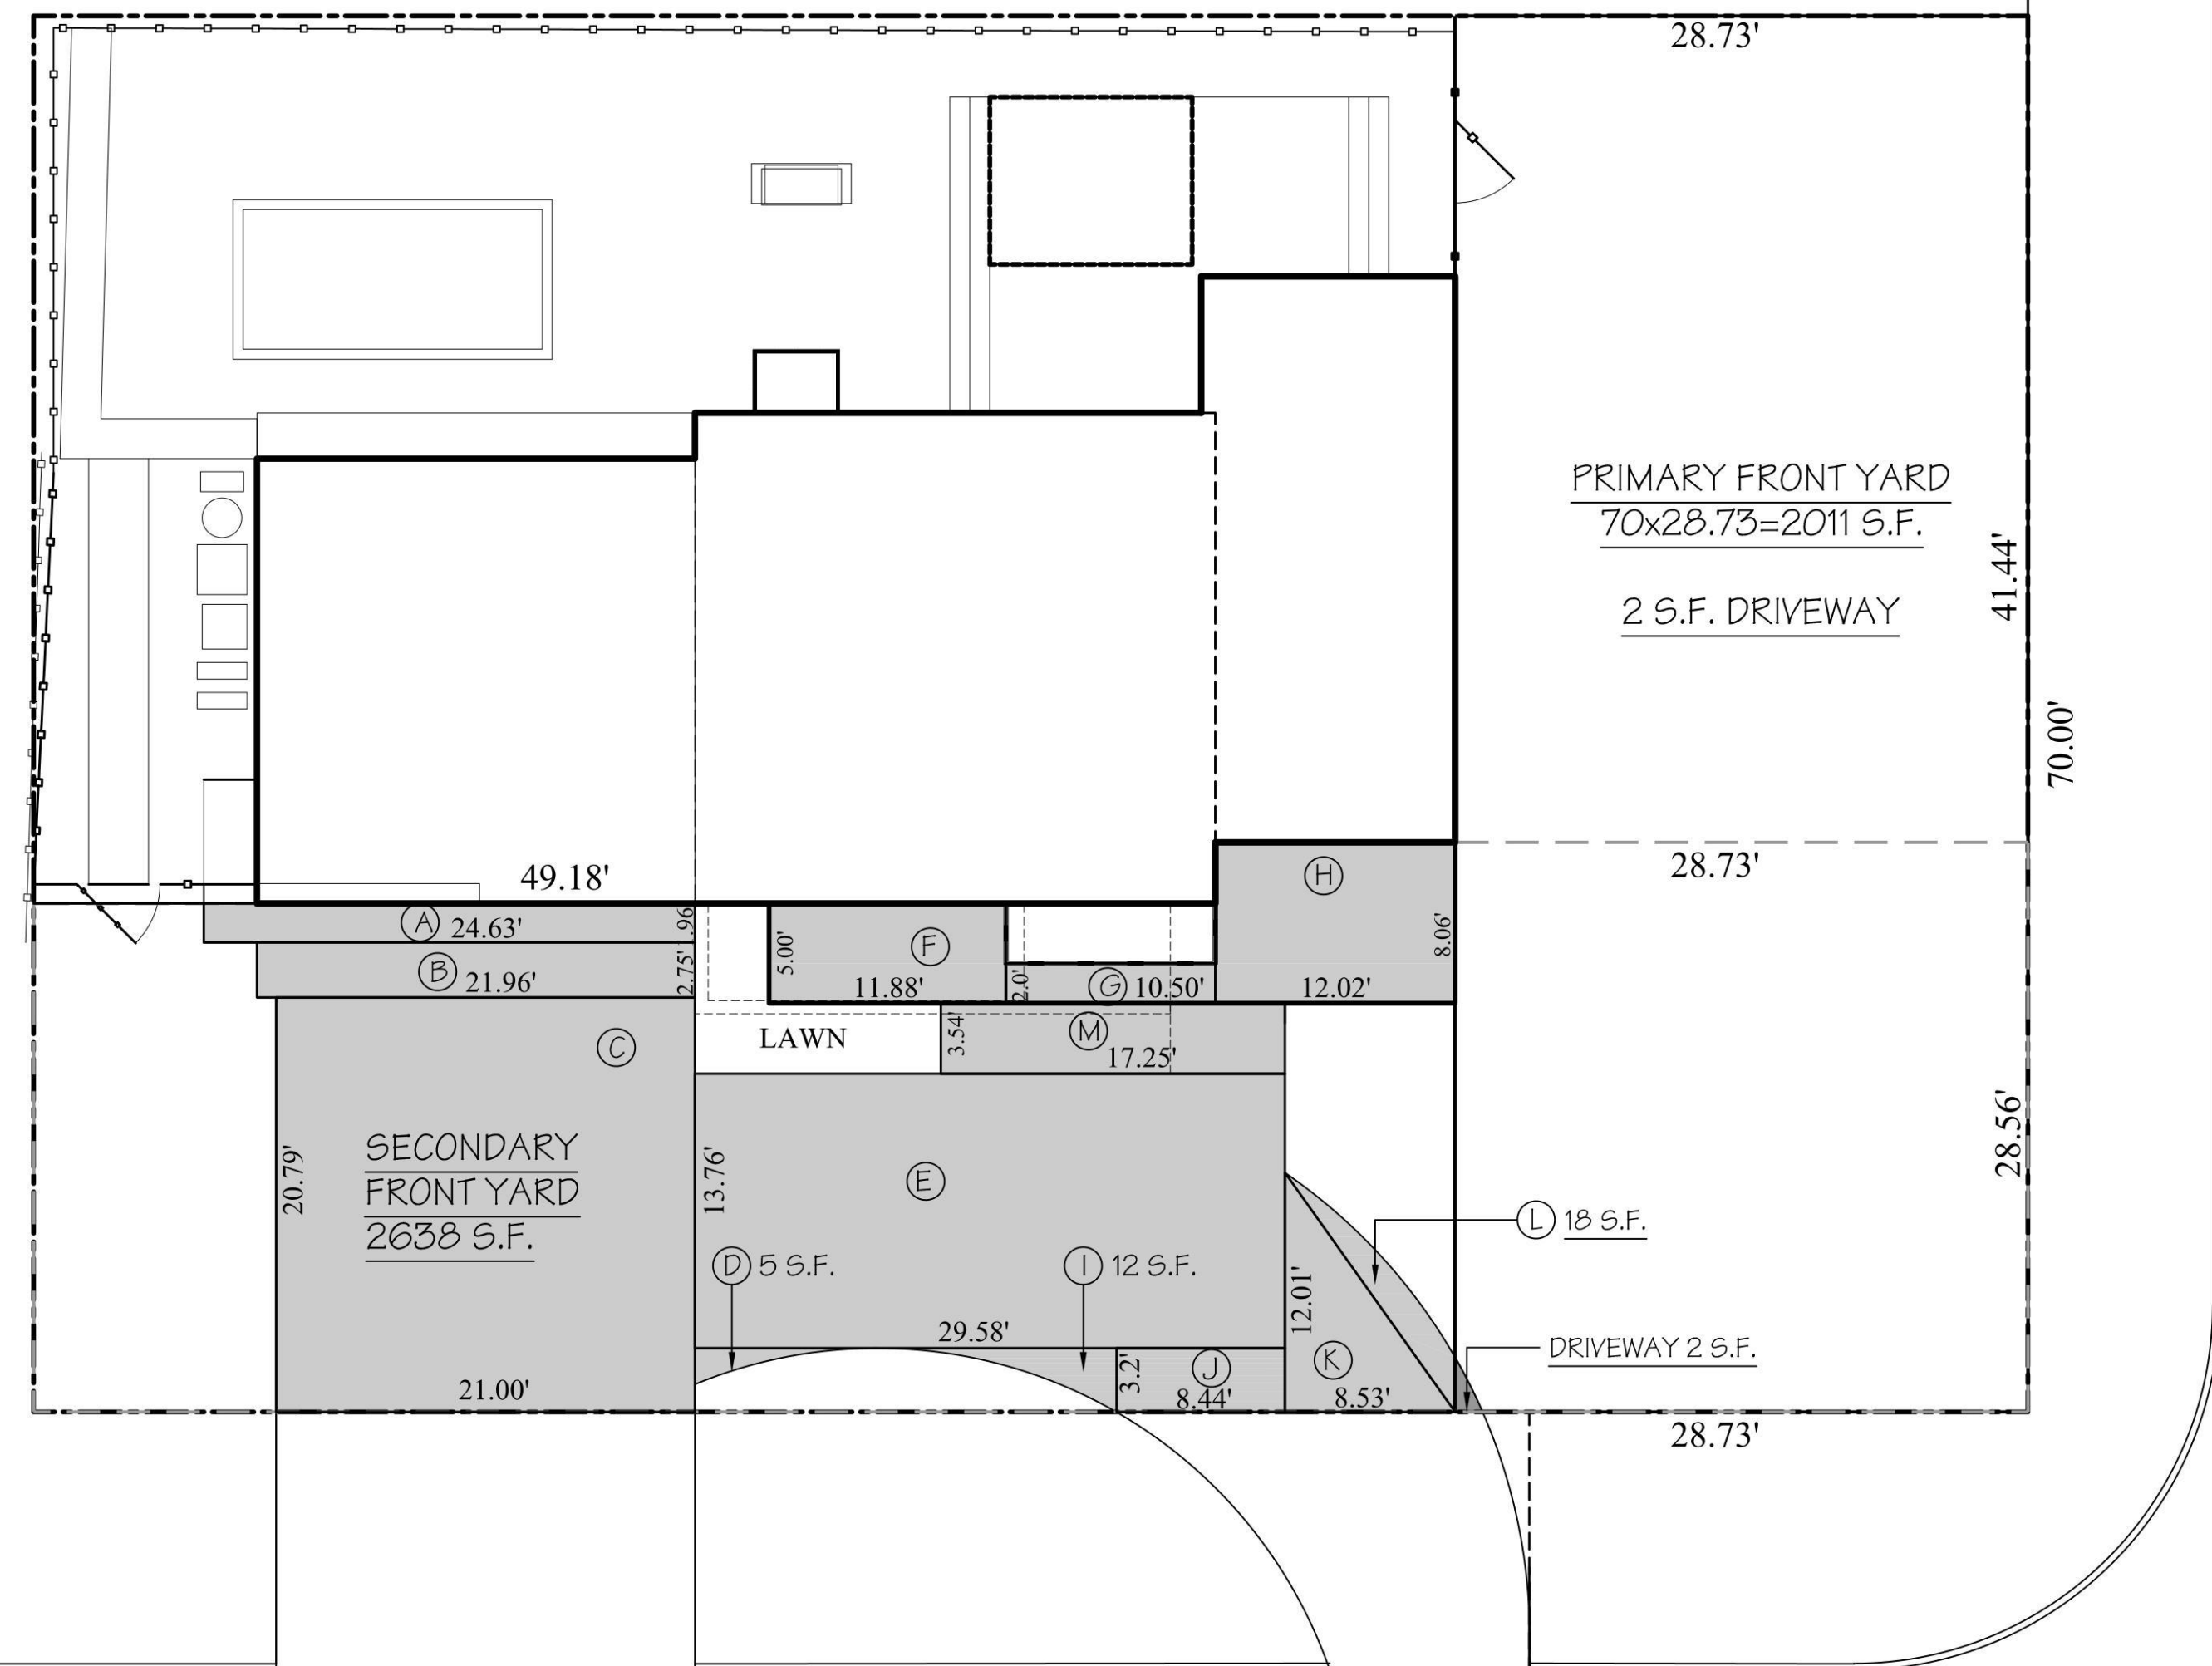 28.73'
PRIMARY FRONT YARD
70x28.73=2011 S.F.
2 S.F. DRIVEWAY
41.44'
70.00'
28.73'
49.18'
H
8.06'
12.02'
A 24.63'
1.96
B 21.96'
2.75'
5.00'
F
11.88'
2.0'
G 10.50'
C
LAWN
3.54'
M
17.25'
28.56'
20.79'
SECONDARY
FRONT YARD
2638 S.F.
13.76'
E
L 18 S.F.
D 5 S.F.
I 12 S.F.
12.01'
29.58'
DRIVEWAY 2 S.F.
21.00'
3.2'
J
8.44'
K
8.53'
28.73'